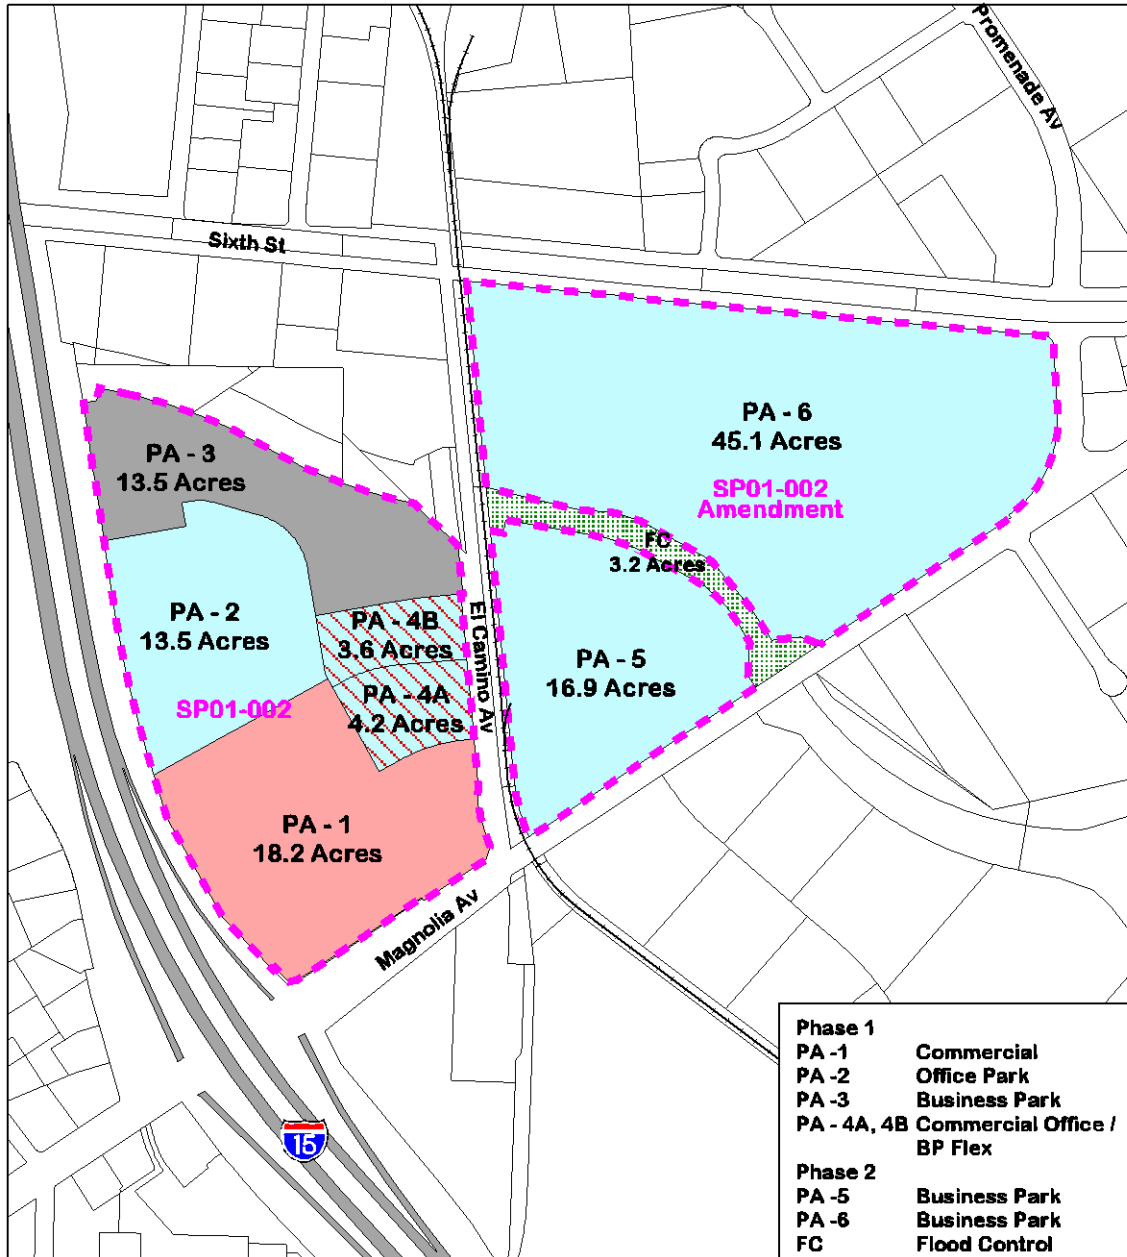 Promenade Av
Sixth St
PA - 6
45.1 Acres
SP01-002
Amendment
PA - 3
13.5 Acres
FC
3.2 Acres
PA - 2
13.5 Acres
PA - 4B
3.6 Acres
El Camino Av
PA - 5
16.9 Acres
PA - 4A
4.2 Acres
SP01-002
PA - 1
18.2 Acres
Magnolia Av
15
Phase 1
PA -1 Commercial
PA -2 Office Park
PA -3 Business Park
PA - 4A, 4B Commercial Office /
BP Flex
Phase 2
PA -5 Business Park
PA -6 Business Park
FC Flood Control